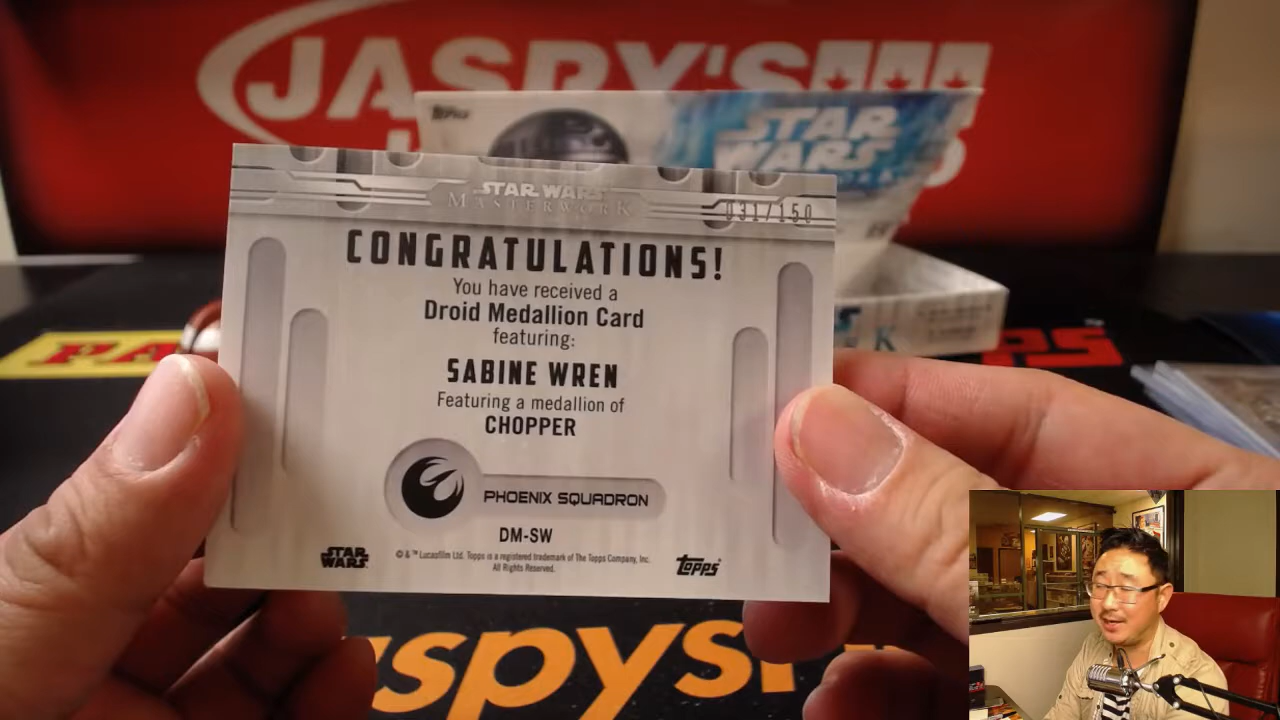 JASPY'S
Topps
STAR
WARS
STAR WARS
MASTERWORK
031/150
CONGRATULATIONS!
You have received a
Droid Medallion Card
featuring:
SABINE WREN
Featuring a medallion of
CHOPPER
PHOENIX SQUADRON
DM-SW
© & ™ Lucasfilm Ltd. Topps is a registered trademark of The Topps Company, Inc.
All Rights Reserved.
STAR
WARS
Topps